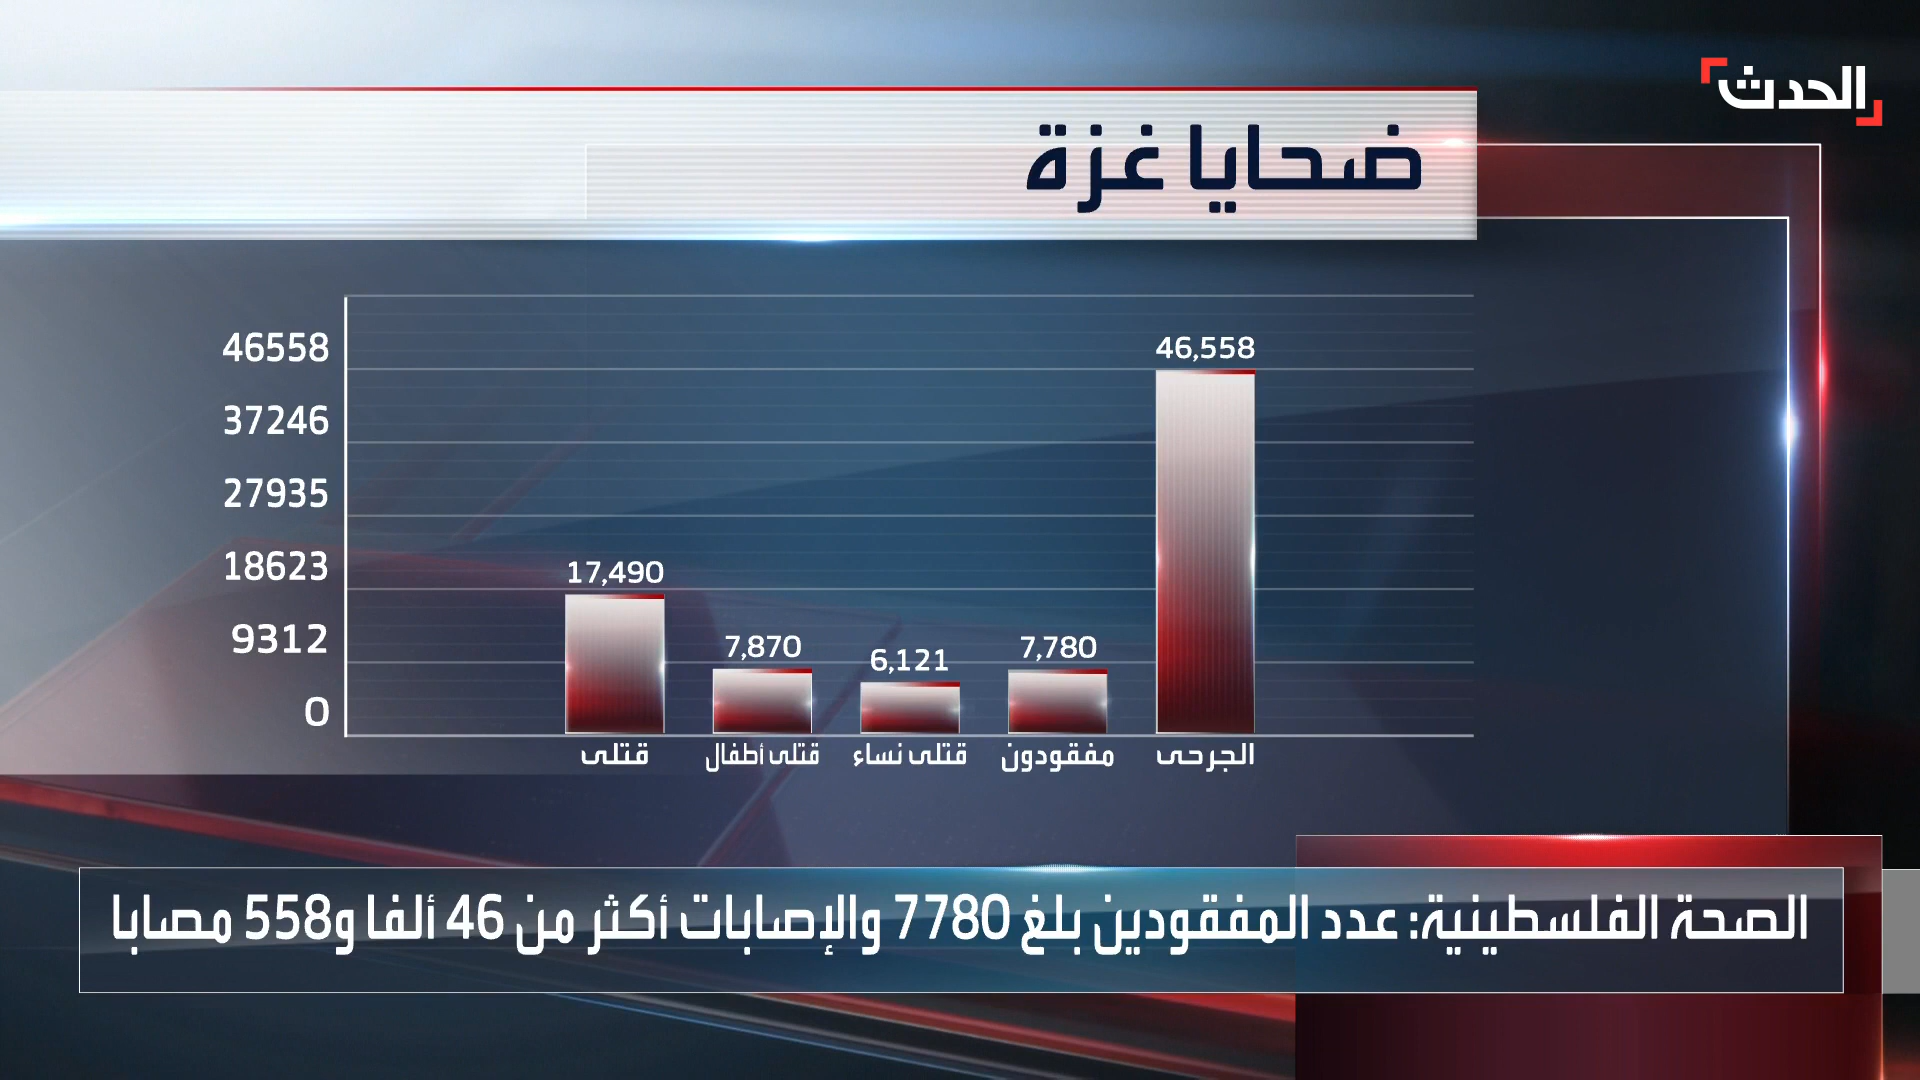 الحدث
ضحايا غزة
46558
37246
27935
18623
9312
0
17,490
7,870
6,121
7,780
46,558
قتلى
قتلى أطفال
قتلى نساء
مفقودون
الجرحى
الصحة الفلسطينية: عدد المفقودين بلغ 7780 والإصابات أكثر من 46 ألفا و558 مصابا